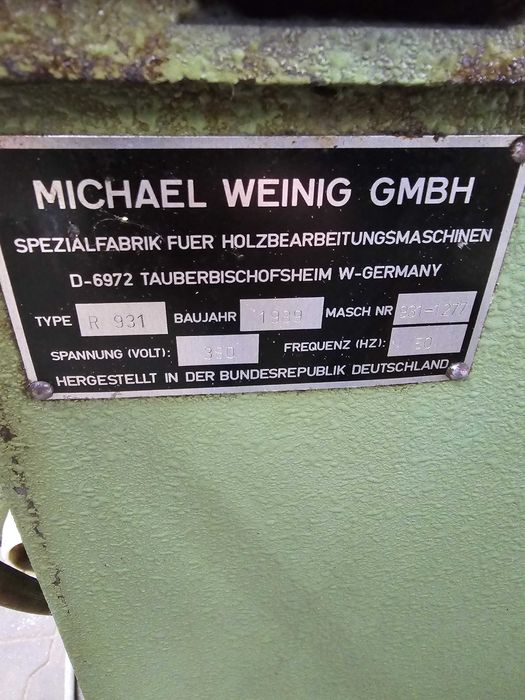 MICHAEL WEINIG GMBH
SPEZIALFABRIK FUER HOLZBEARBEITUNGSMASCHINEN
D-6972 TAUBERBISCHOFSHEIM W-GERMANY
TYPE R 931 BAUJAHR 1989 MASCH NR 931-1277
SPANNUNG (VOLT): 380 FREQUENZ (HZ): 50
HERGESTELLT IN DER BUNDESREPUBLIK DEUTSCHLAND